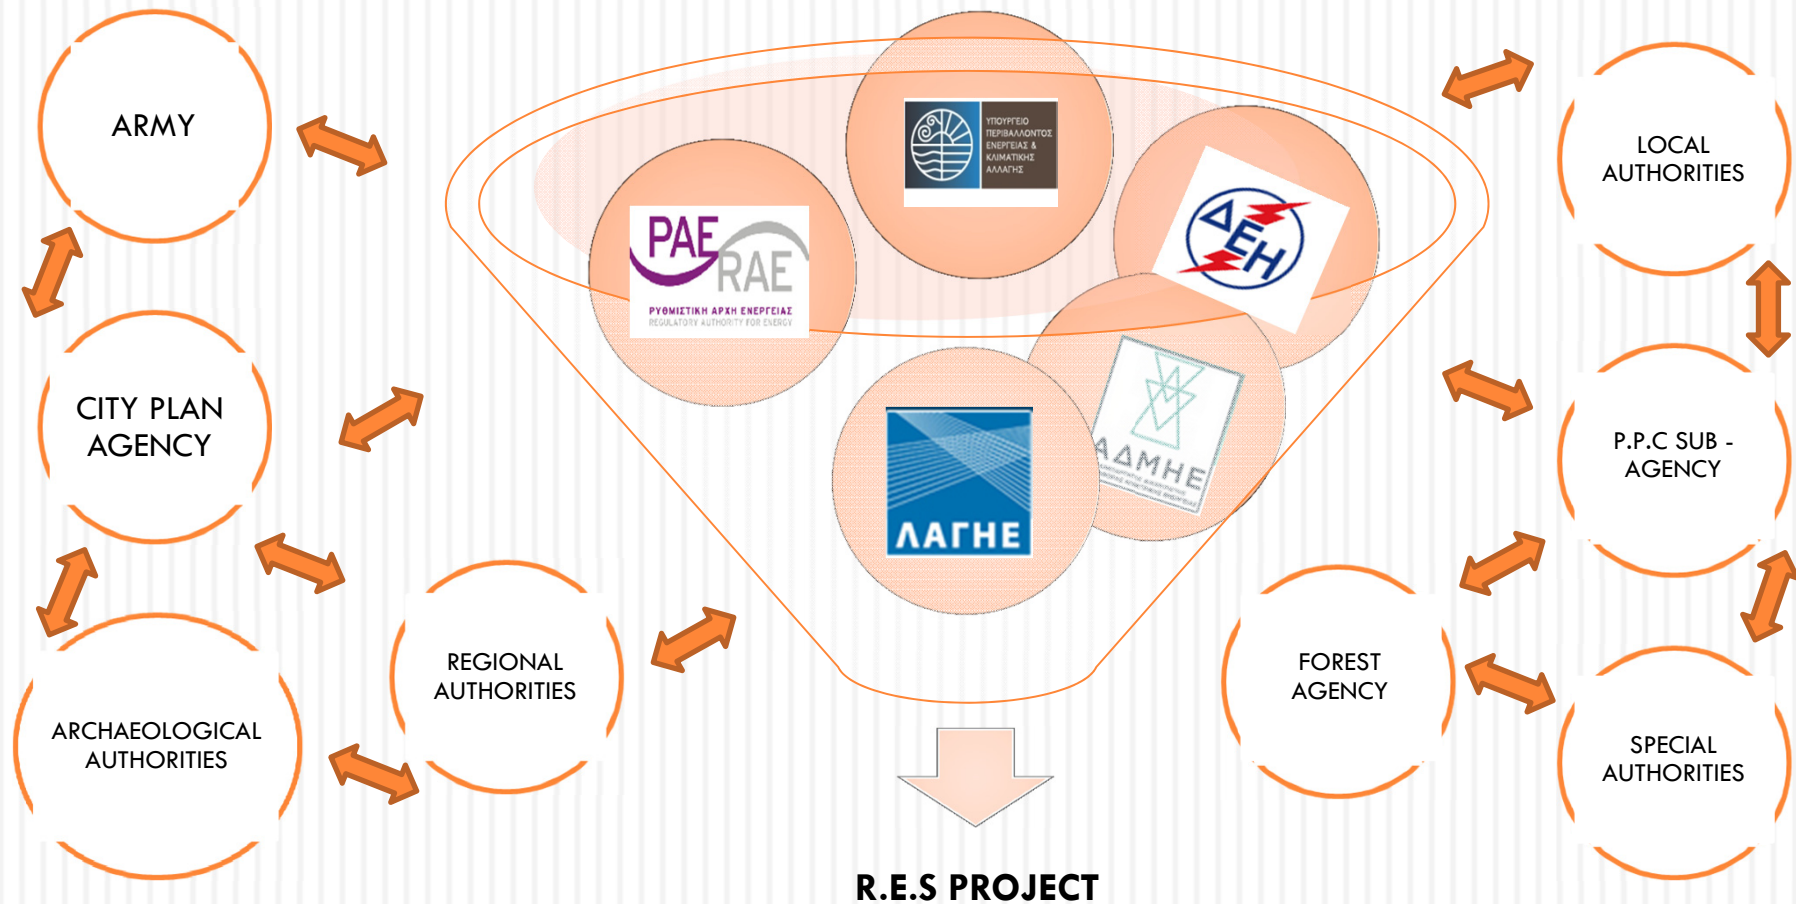 ARMY
CITY PLAN
AGENCY
ARCHAEOLOGICAL
AUTHORITIES
REGIONAL
AUTHORITIES
ΡΑΕ
RAE
ΡΥΘΜΙΣΤΙΚΗ ΑΡΧΗ ΕΝΕΡΓΕΙΑΣ
REGULATORY AUTHORITY FOR ENERGY
ΥΠΟΥΡΓΕΙΟ
ΠΕΡΙΒΑΛΛΟΝΤΟΣ
ΕΝΕΡΓΕΙΑΣ &
ΚΛΙΜΑΤΙΚΗΣ
ΑΛΛΑΓΗΣ
ΔΕΗ
ΑΔΜΗΕ
ΛΑΓΗΕ
LOCAL
AUTHORITIES
P.P.C SUB -
AGENCY
FOREST
AGENCY
SPECIAL
AUTHORITIES
R.E.S PROJECT